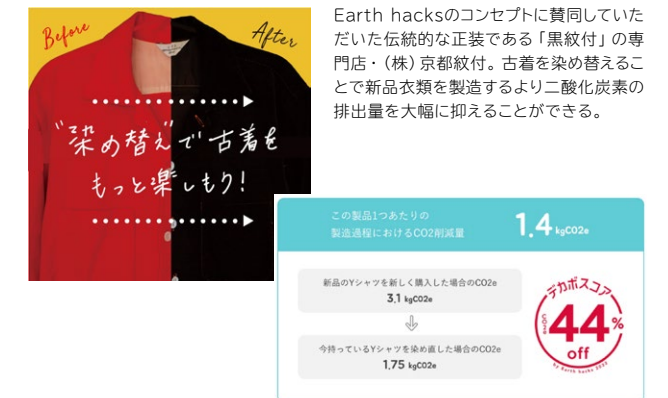 Before
After
"染め替え"で古着を
もっと楽しもう!
Earth hacksのコンセプトに賛同していた
だいた伝統的な正装である「黒紋付」の専
門店・（株）京都紋付。古着を染め替えるこ
とで新品衣類を製造するより二酸化炭素の
排出量を大幅に抑えることができる。
この製品1つあたりの
製造過程におけるCO2削減量
1.4 kgCO2e
新品のYシャツを新しく購入した場合のCO2e
3.1 kgCO2e
今持っているYシャツを染め直した場合のCO2e
1.75 kgCO2e
デカボスコア
44%
off
by Earth hacks 2023